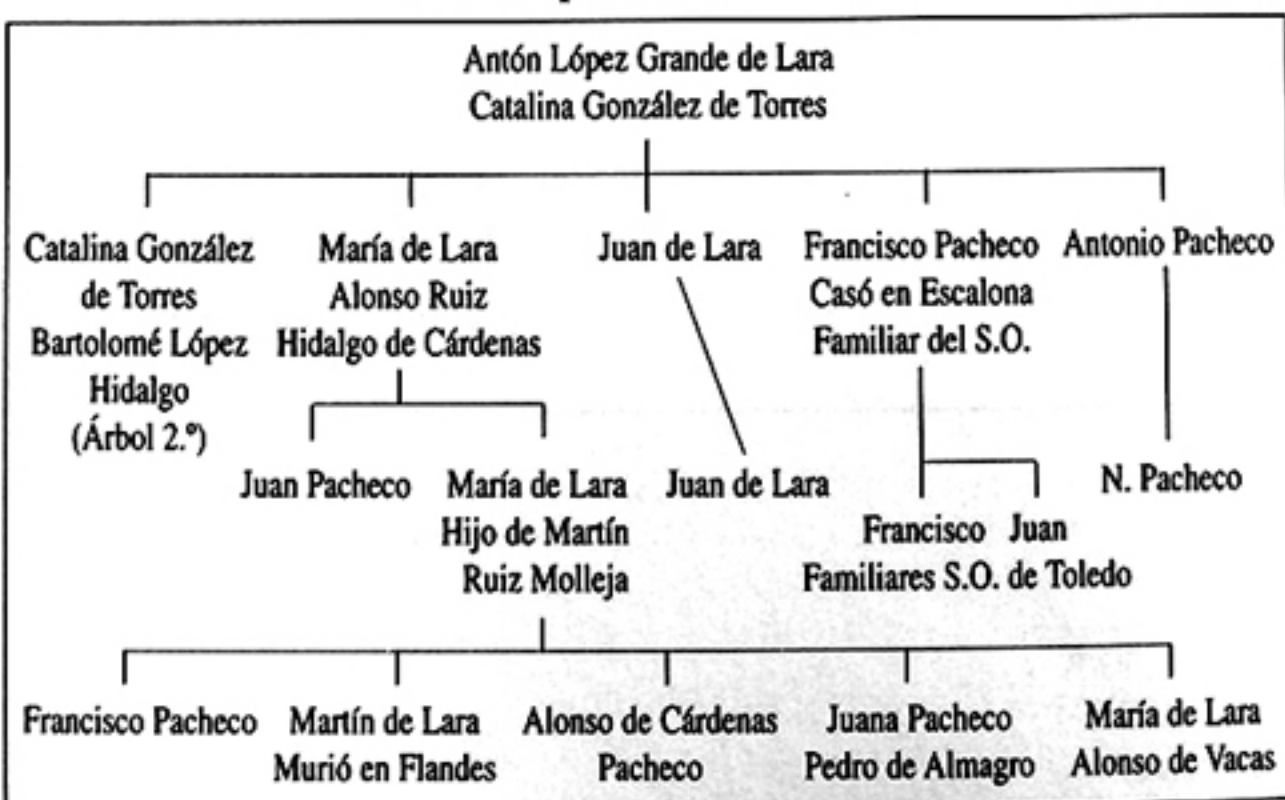 Antón López Grande de Lara
Catalina González de Torres
Catalina González
de Torres
Bartolomé López
Hidalgo
(Árbol 2.º)
María de Lara
Alonso Ruiz
Hidalgo de Cárdenas
Juan de Lara
Francisco Pacheco
Casó en Escalona
Familiar del S.O.
Antonio Pacheco
Juan Pacheco
María de Lara
Hijo de Martín
Ruiz Molleja
Juan de Lara
Francisco Juan
Familiares S.O. de Toledo
N. Pacheco
Francisco Pacheco
Martín de Lara
Murió en Flandes
Alonso de Cárdenas
Pacheco
Juana Pacheco
Pedro de Almagro
María de Lara
Alonso de Vacas